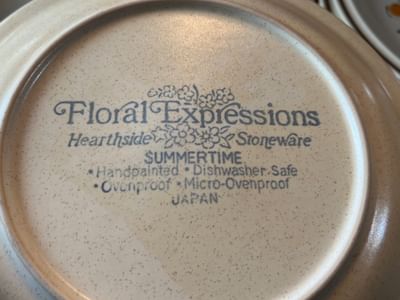 Floral Expressions
Hearthside Stoneware
SUMMERTIME
• Handpainted • Dishwasher Safe
• Ovenproof • Micro-Ovenproof
JAPAN